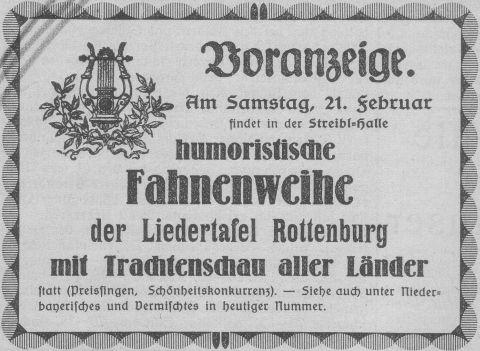 Voranzeige.
Am Samstag, 21. Februar
findet in der Streibl-Halle
humoristische
Fahnenweihe
der Liedertafel Rottenburg
mit Trachtenschau aller Länder
statt (Preissingen, Schönheitskonkurrenz). — Siehe auch unter Nieder-
bayerisches und Vermischtes in heutiger Nummer.